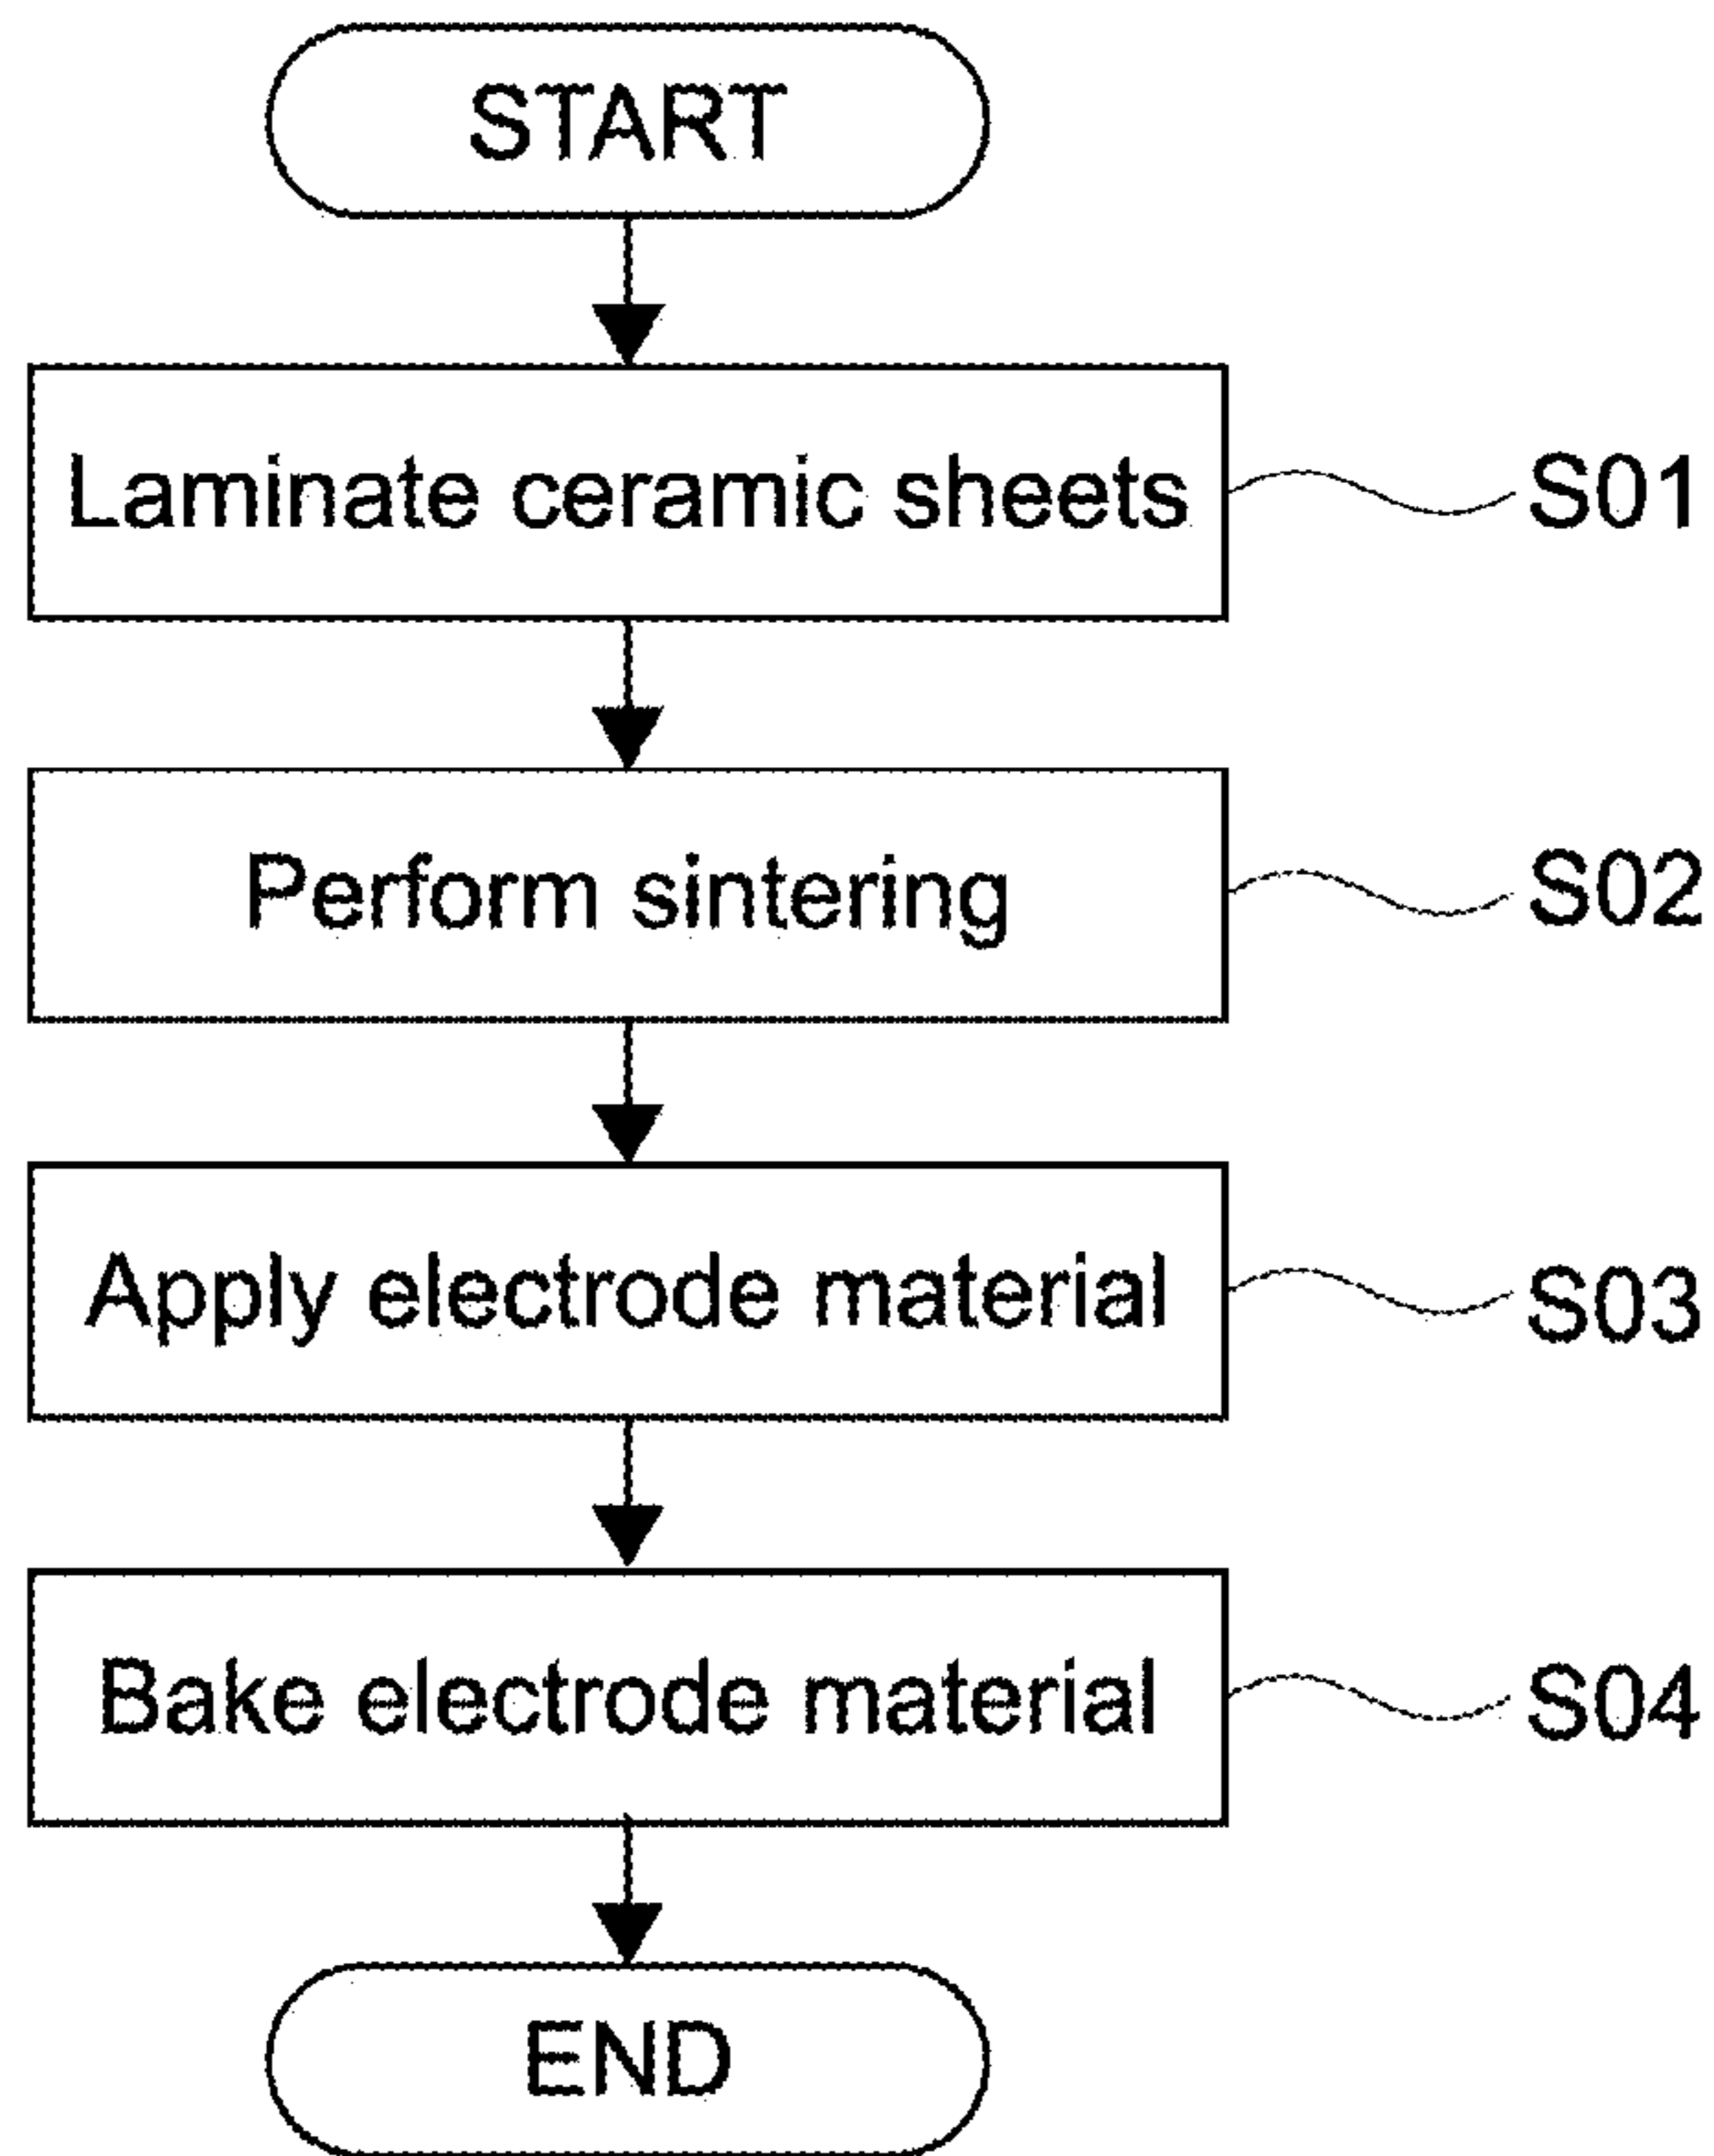 START
Laminate ceramic sheets
S01
Perform sintering
S02
Apply electrode material
S03
Bake electrode material
S04
END